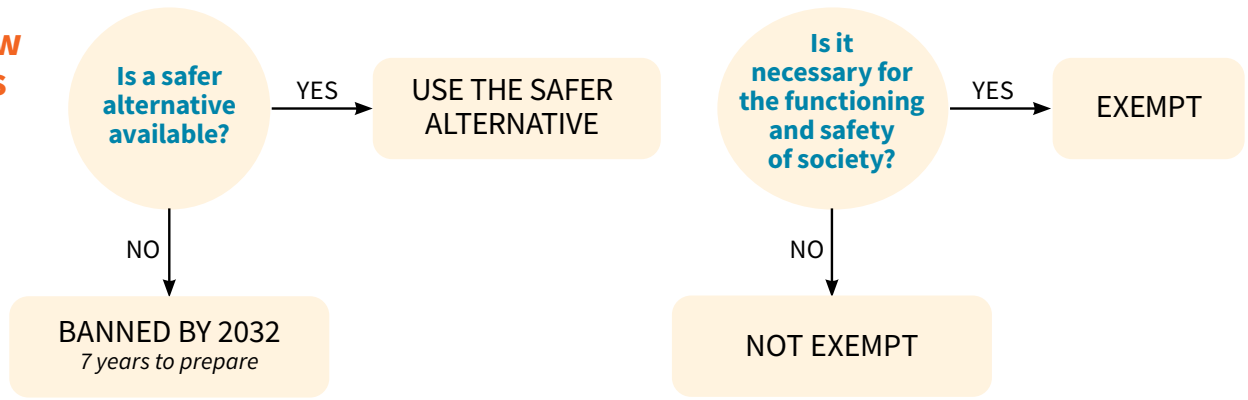 Is a safer
alternative
available?
YES
USE THE SAFER
ALTERNATIVE
NO
BANNED BY 2032
7 years to prepare
Is it
necessary for
the functioning
and safety
of society?
YES
EXEMPT
NO
NOT EXEMPT